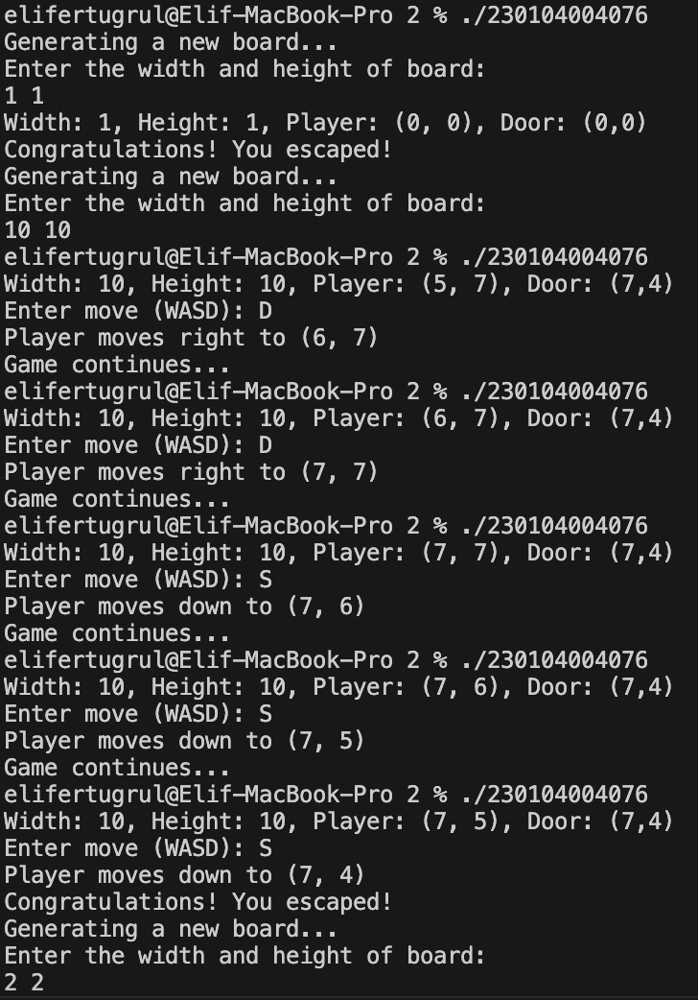 elifertugrul@Elif-MacBook-Pro 2 % ./230104004076
Generating a new board...
Enter the width and height of board:
1 1
Width: 1, Height: 1, Player: (0, 0), Door: (0,0)
Congratulations! You escaped!
Generating a new board...
Enter the width and height of board:
10 10
elifertugrul@Elif-MacBook-Pro 2 % ./230104004076
Width: 10, Height: 10, Player: (5, 7), Door: (7,4)
Enter move (WASD): D
Player moves right to (6, 7)
Game continues...
elifertugrul@Elif-MacBook-Pro 2 % ./230104004076
Width: 10, Height: 10, Player: (6, 7), Door: (7,4)
Enter move (WASD): D
Player moves right to (7, 7)
Game continues...
elifertugrul@Elif-MacBook-Pro 2 % ./230104004076
Width: 10, Height: 10, Player: (7, 7), Door: (7,4)
Enter move (WASD): S
Player moves down to (7, 6)
Game continues...
elifertugrul@Elif-MacBook-Pro 2 % ./230104004076
Width: 10, Height: 10, Player: (7, 6), Door: (7,4)
Enter move (WASD): S
Player moves down to (7, 5)
Game continues...
elifertugrul@Elif-MacBook-Pro 2 % ./230104004076
Width: 10, Height: 10, Player: (7, 5), Door: (7,4)
Enter move (WASD): S
Player moves down to (7, 4)
Congratulations! You escaped!
Generating a new board...
Enter the width and height of board:
2 2